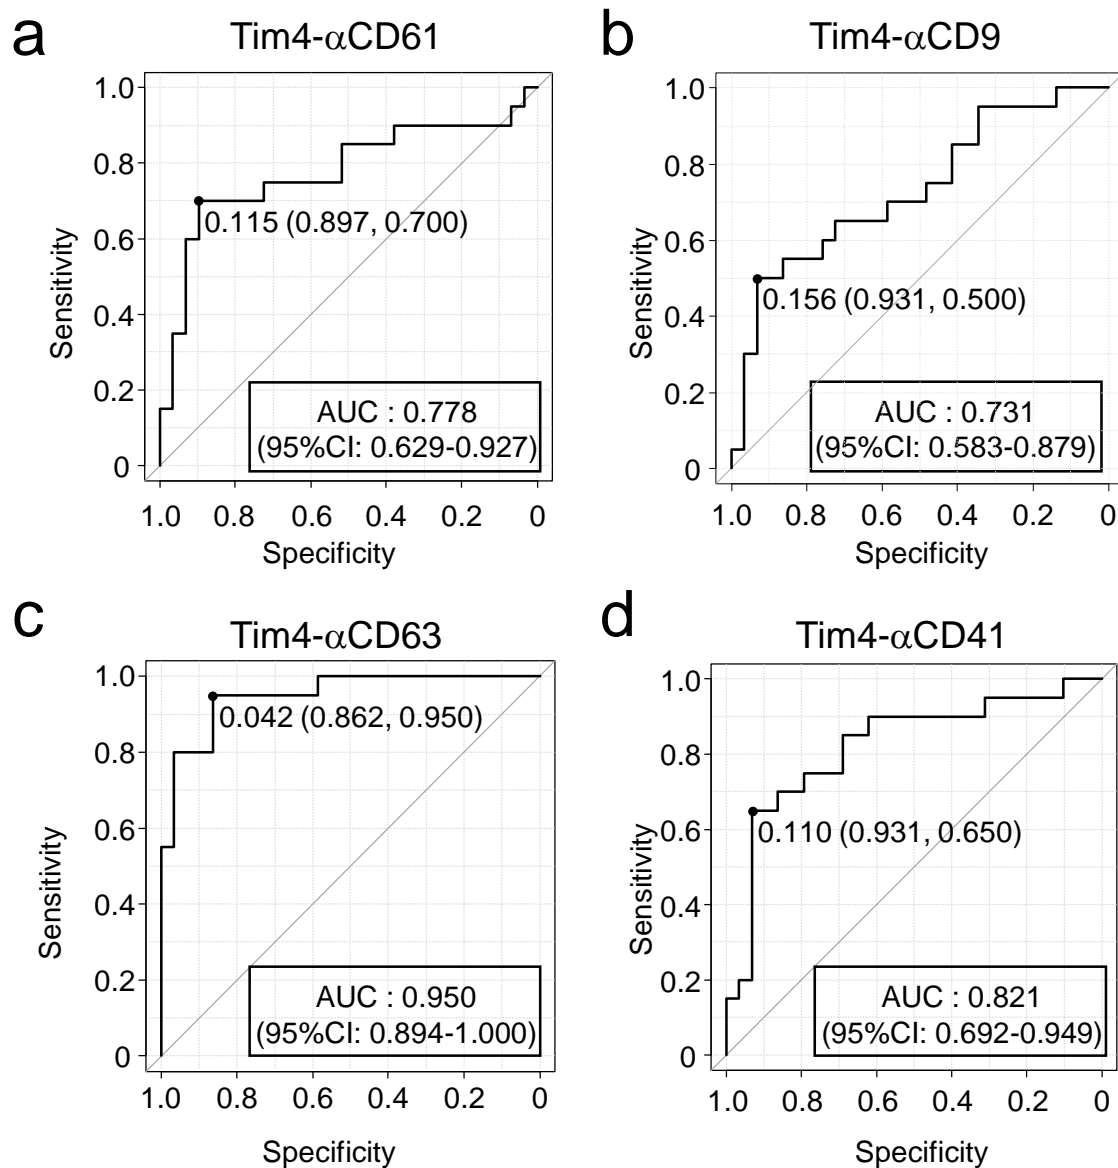 a
Tim4-αCD61
1.0
0.8
0.6
0.4
0.2
0
Sensitivity
0.115 (0.897, 0.700)
AUC : 0.778
(95%CI: 0.629-0.927)
1.0 0.8 0.6 0.4 0.2 0
Specificity
b
Tim4-αCD9
1.0
0.8
0.6
0.4
0.2
0
Sensitivity
0.156 (0.931, 0.500)
AUC : 0.731
(95%CI: 0.583-0.879)
1.0 0.8 0.6 0.4 0.2 0
Specificity
c
Tim4-αCD63
1.0
0.8
0.6
0.4
0.2
0
Sensitivity
0.042 (0.862, 0.950)
AUC : 0.950
(95%CI: 0.894-1.000)
1.0 0.8 0.6 0.4 0.2 0
Specificity
d
Tim4-αCD41
1.0
0.8
0.6
0.4
0.2
0
Sensitivity
0.110 (0.931, 0.650)
AUC : 0.821
(95%CI: 0.692-0.949)
1.0 0.8 0.6 0.4 0.2 0
Specificity